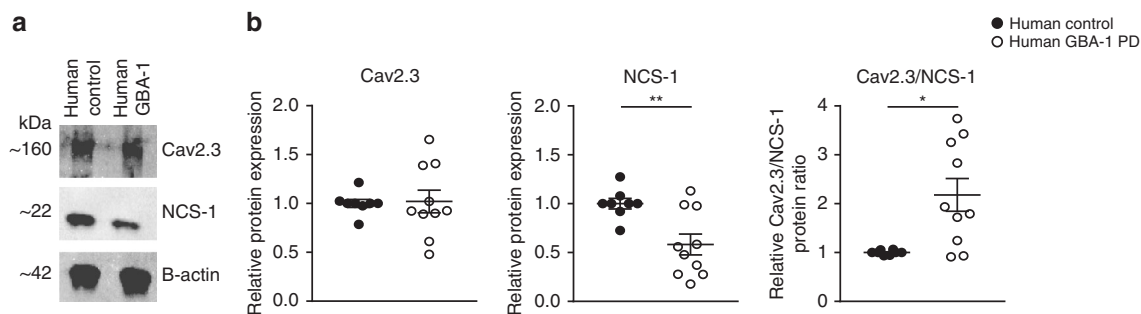 a
b
Human control
Human GBA-1 PD
Human
control
Human
GBA-1
kDa
~160
Cav2.3
~22
NCS-1
~42
B-actin
Cav2.3
Relative protein expression
2.0
1.5
1.0
0.5
0.0
NCS-1
Relative protein expression
2.0
1.5
1.0
0.5
0.0
**
Cav2.3/NCS-1
Relative Cav2.3/NCS-1
protein ratio
4
3
2
1
0
*